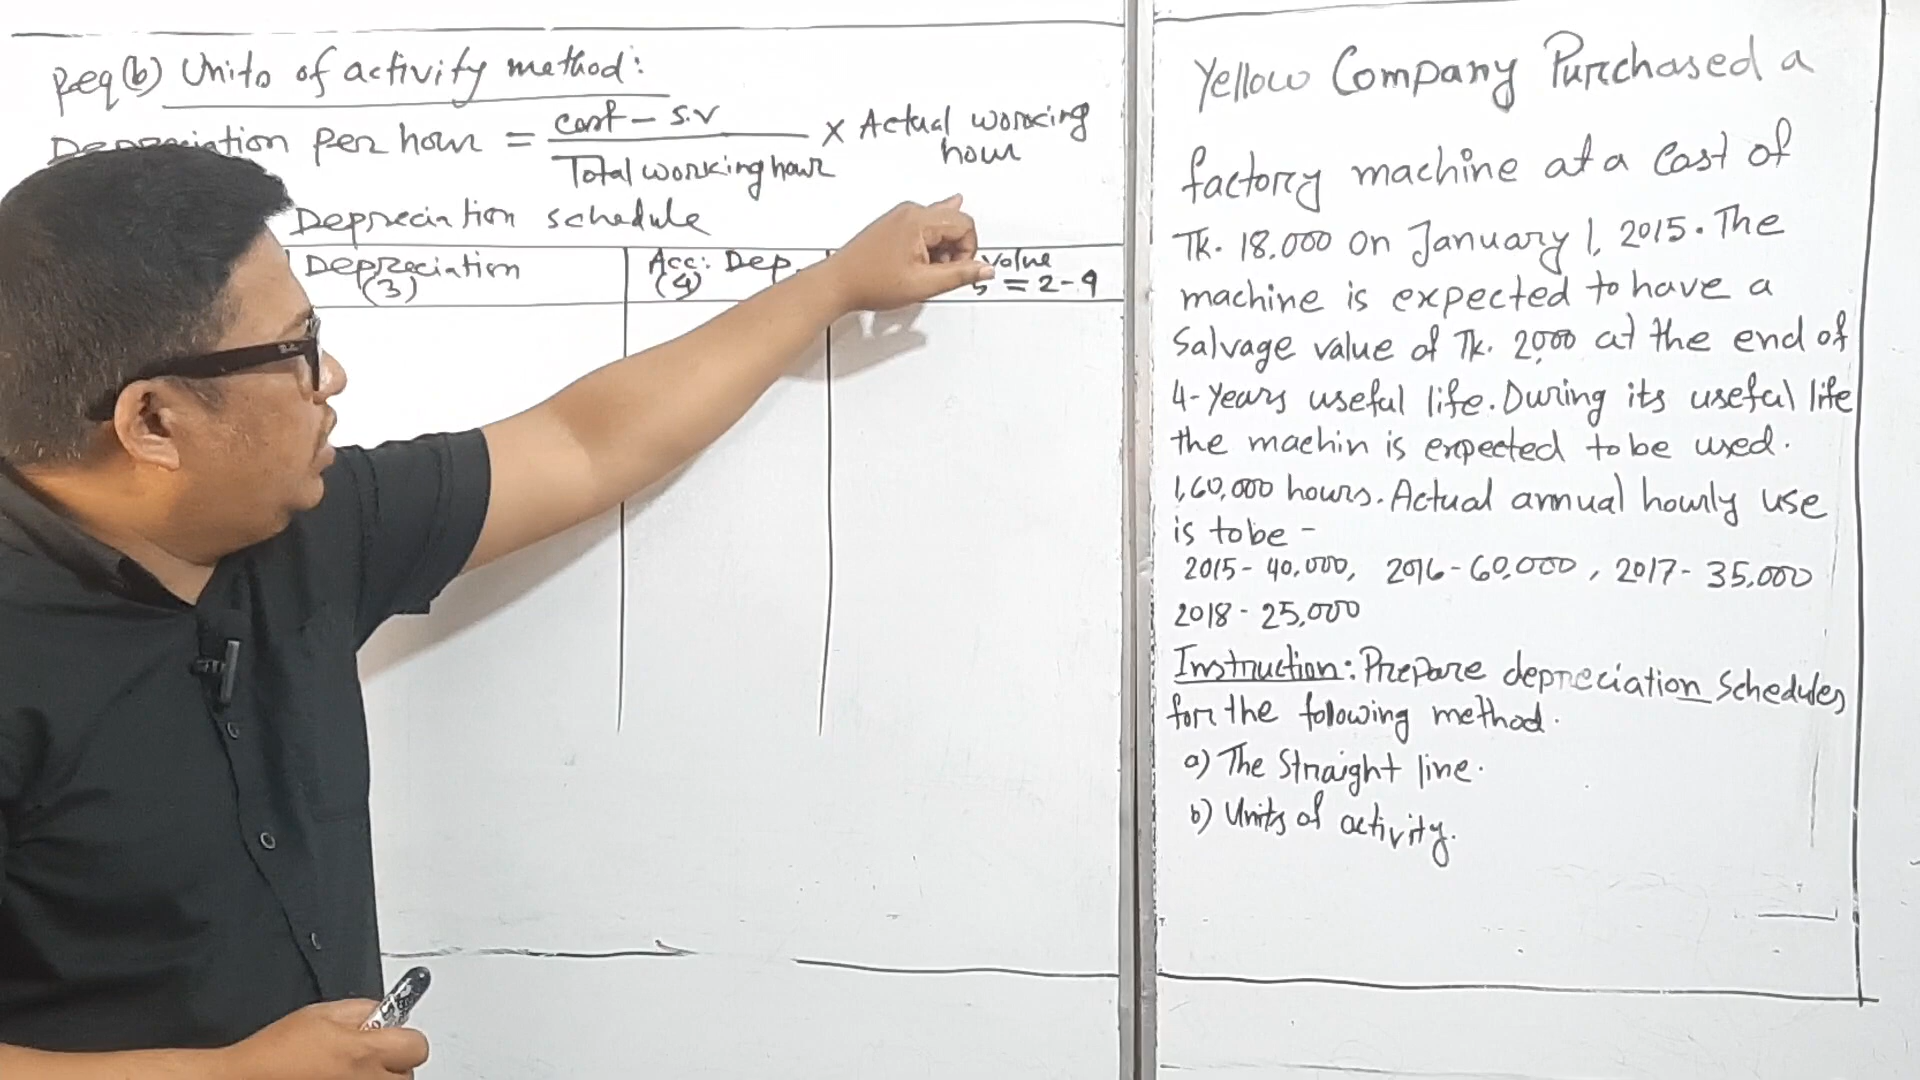 Req(b) Units of activity method:
Depreciation per hour = cost - s.v / Total working hour × Actual working hour
Depreciation schedule
Depreciation (3)
Acc: Dep. (4)
value
5 = 2-4
Yellow Company Purchased a
factory machine at a Cost of
Tk. 18,000 on January 1, 2015. The
machine is expected to have a
Salvage value of Tk. 2,000 at the end of
4-Years useful life. During its useful life
the machin is expected to be used.
1,60,000 hours. Actual annual hourly use
is to be -
2015 - 40,000, 2016 - 60,000, 2017 - 35,000
2018 - 25,000
Instruction: Prepare depreciation Schedules
for the folowing method.
a) The Straight line.
b) Units of activity.